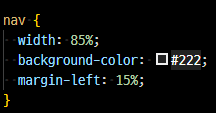 nav {
  width: 85%;
  background-color: #222;
  margin-left: 15%;
}